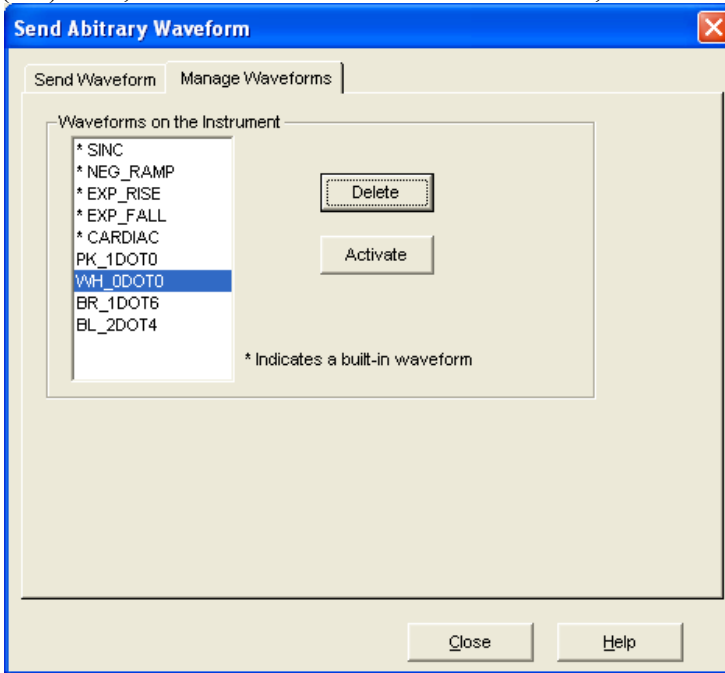 Send Abitrary Waveform
Send Waveform
Manage Waveforms
Waveforms on the Instrument
* SINC
* NEG_RAMP
* EXP_RISE
* EXP_FALL
* CARDIAC
PK_1DOT0
WH_0DOT0
BR_1DOT6
BL_2DOT4
Delete
Activate
* Indicates a built-in waveform
Close
Help